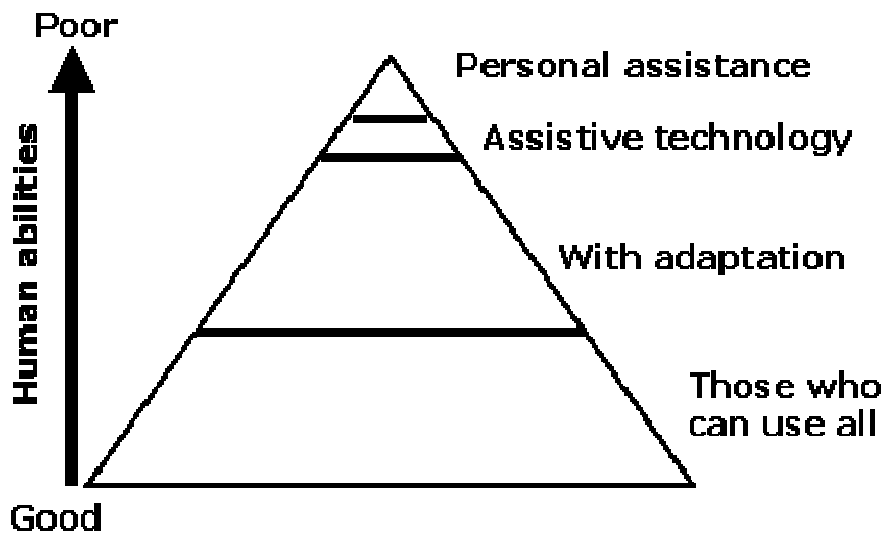 Poor
Personal assistance
Assistive technology
With adaptation
Human abilities
Those who
can use all
Good